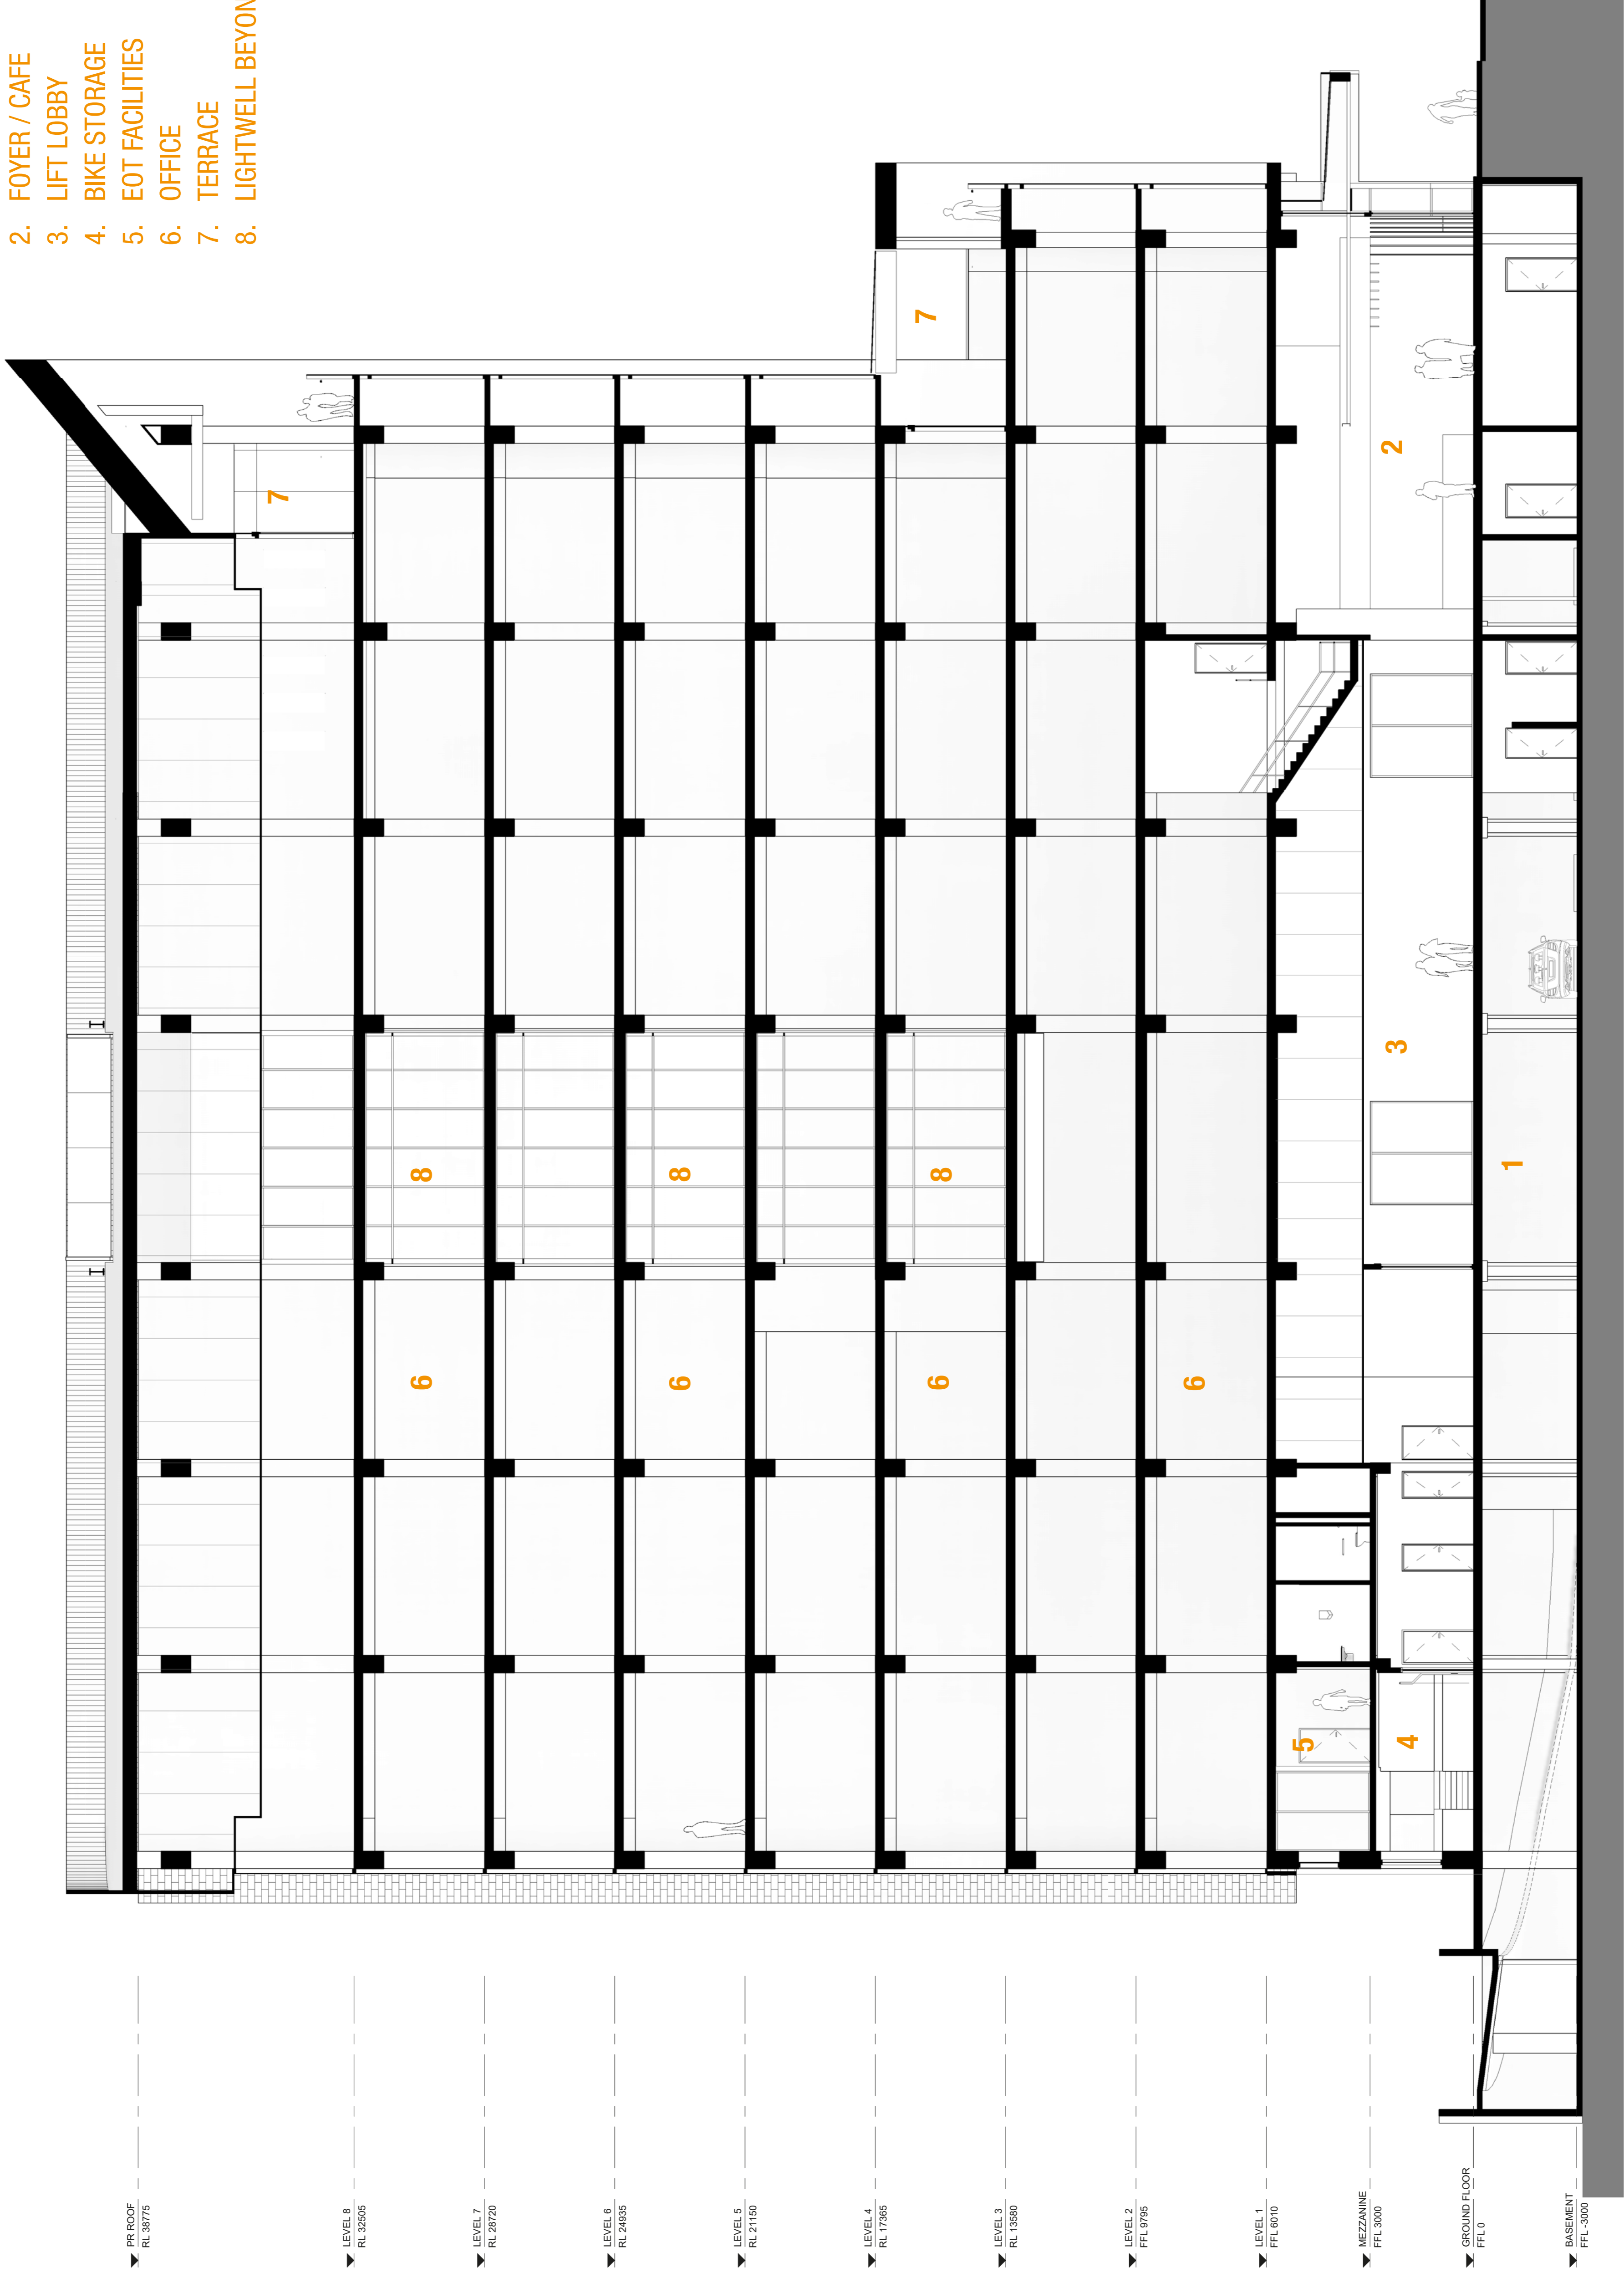 2. FOYER / CAFE
3. LIFT LOBBY
4. BIKE STORAGE
5. EOT FACILITIES
6. OFFICE
7. TERRACE
8. LIGHTWELL BEYON
7
7
8
8
8
6
6
6
6
2
3
1
5
4
PR ROOF
RL 38775
LEVEL 8
RL 32505
LEVEL 7
RL 28720
LEVEL 6
RL 24935
LEVEL 5
RL 21150
LEVEL 4
RL 17365
LEVEL 3
RL 13580
LEVEL 2
FFL 9795
LEVEL 1
FFL 6010
MEZZANINE
FFL 3000
GROUND FLOOR
FFL 0
BASEMENT
FFL -3000